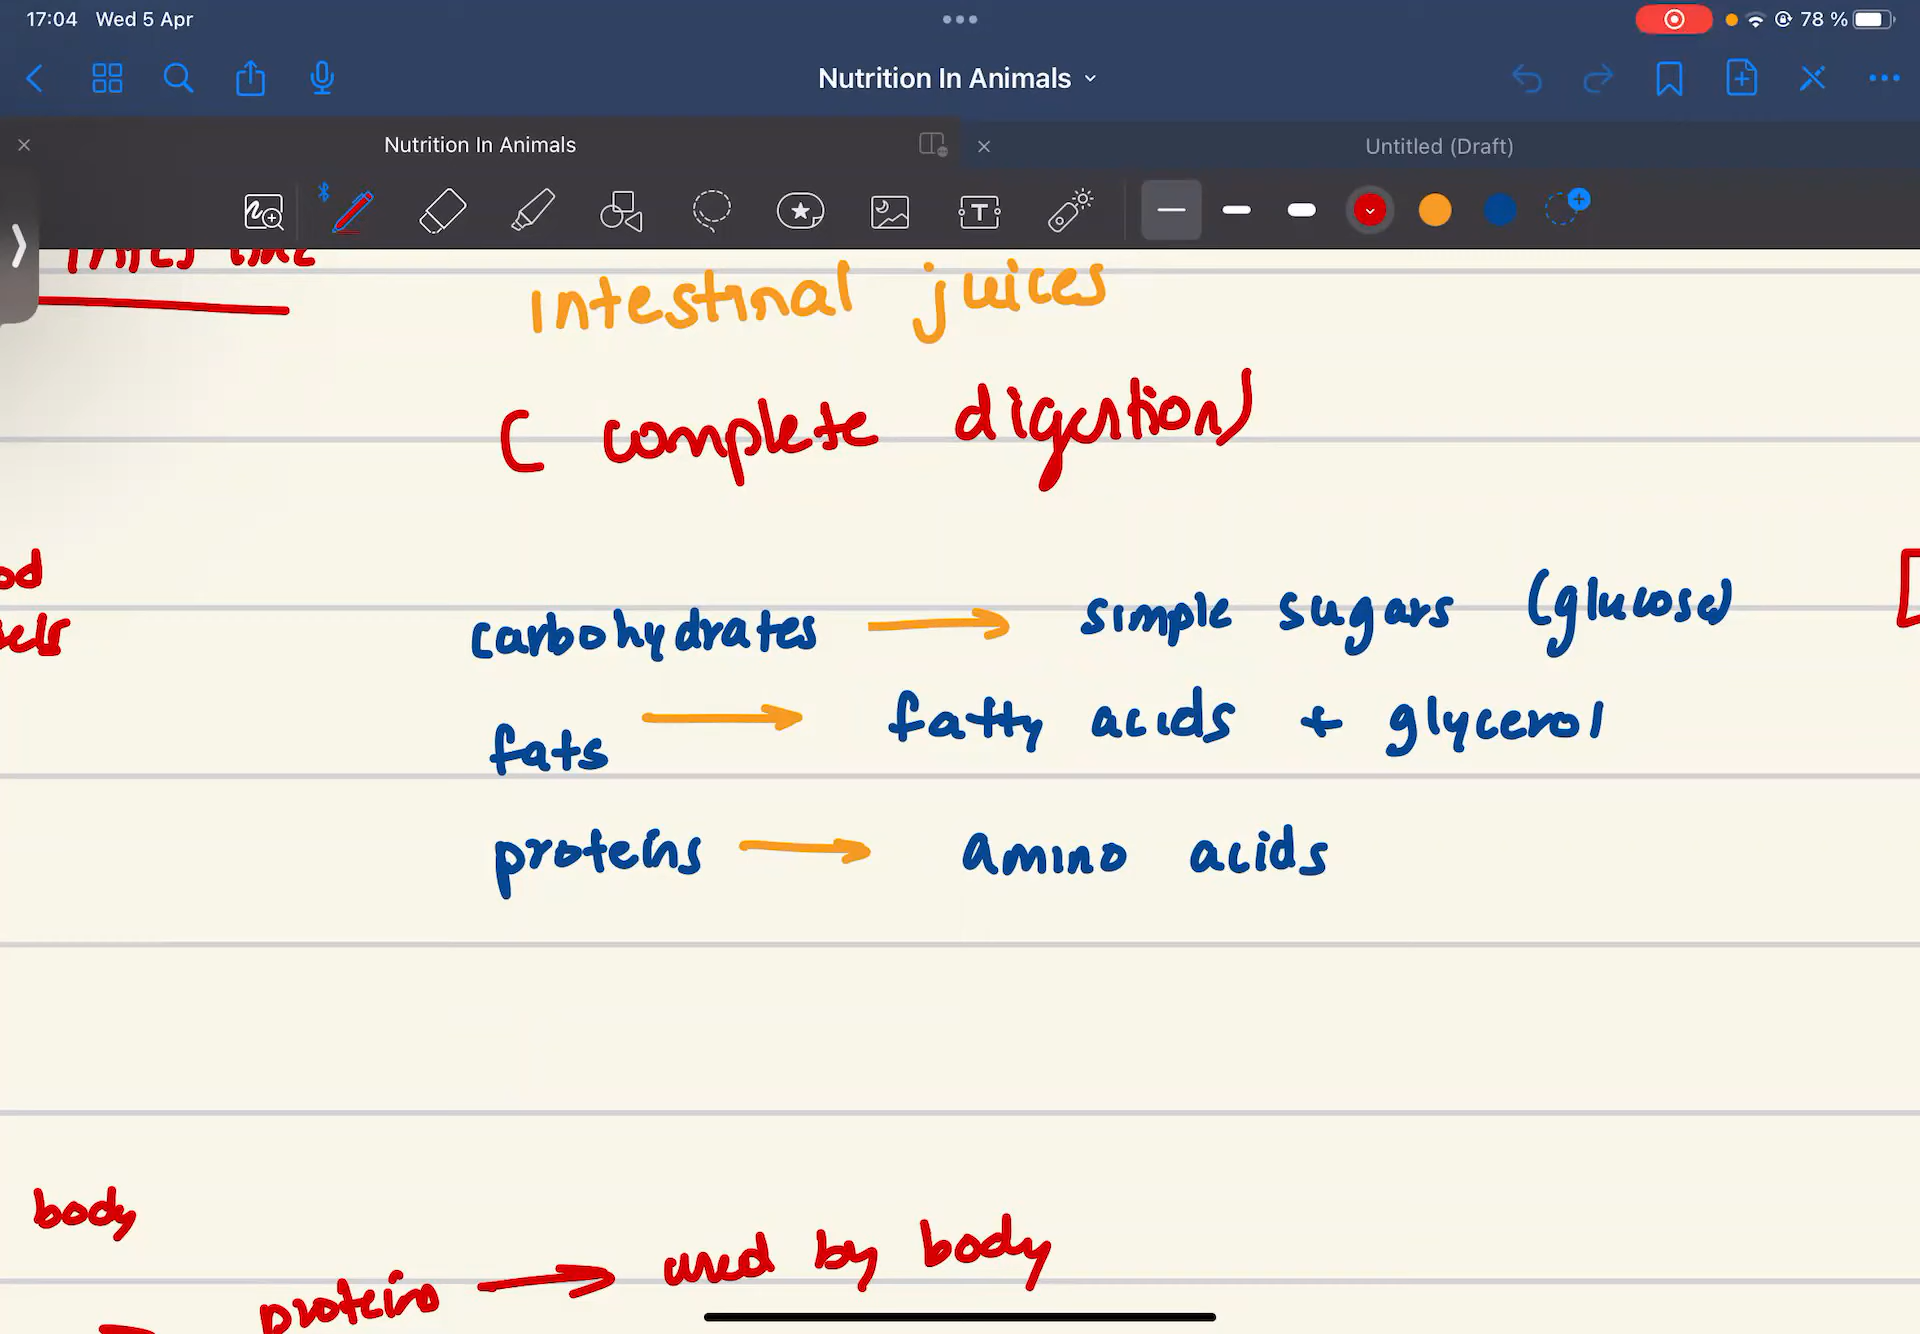 17:04 Wed 5 Apr 78 %
Nutrition In Animals
Nutrition In Animals Untitled (Draft)
T
Intestinal juices
( complete digestion)
carbohydrates → simple sugars (glucose)
fats → fatty acids + glycerol
proteins → amino acids
body
proteins → used by body